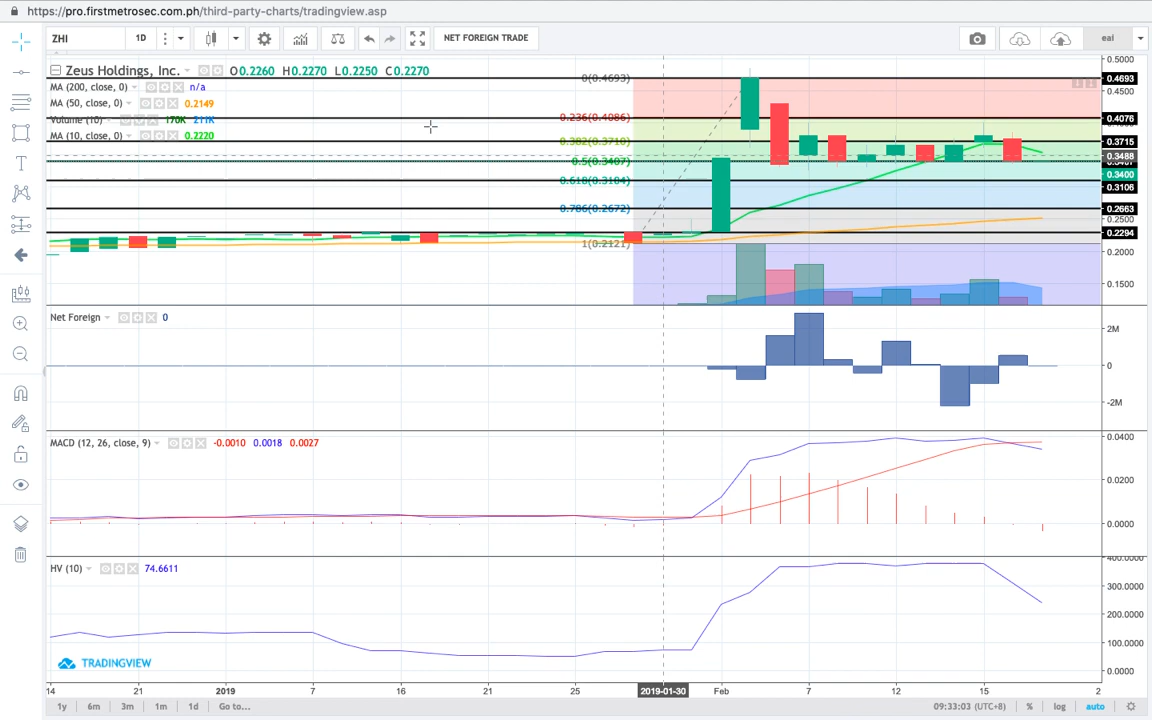 https://pro.firstmetrosec.com.ph/third-party-charts/tradingview.asp
ZHI 1D NET FOREIGN TRADE eai
Zeus Holdings, Inc. O0.2260 H0.2270 L0.2250 C0.2270
MA (200, close, 0) n/a
MA (50, close, 0) 0.2149
Volume (10) 170K 211K
MA (10, close, 0) 0.2220
0(0.4693)
0.236(0.4086)
0.382(0.3710)
0.5(0.3407)
0.618(0.3104)
0.786(0.2672)
1(0.2121)
0.5000
0.4693
0.4500
0.4076
0.3715
0.3488
0.3400
0.3106
0.2663
0.2500
0.2294
0.2000
0.1500
Net Foreign 0
2M
0
-2M
MACD (12, 26, close, 9) -0.0010 0.0018 0.0027
0.0400
0.0200
0.0000
HV (10) 74.6611
400.0000
300.0000
200.0000
100.0000
0.0000
TRADINGVIEW
14 21 2019 7 16 21 25 2019-01-30 Feb 7 12 15 2
1y 6m 3m 1m 1d Go to... 09:33:03 (UTC+8) % log auto